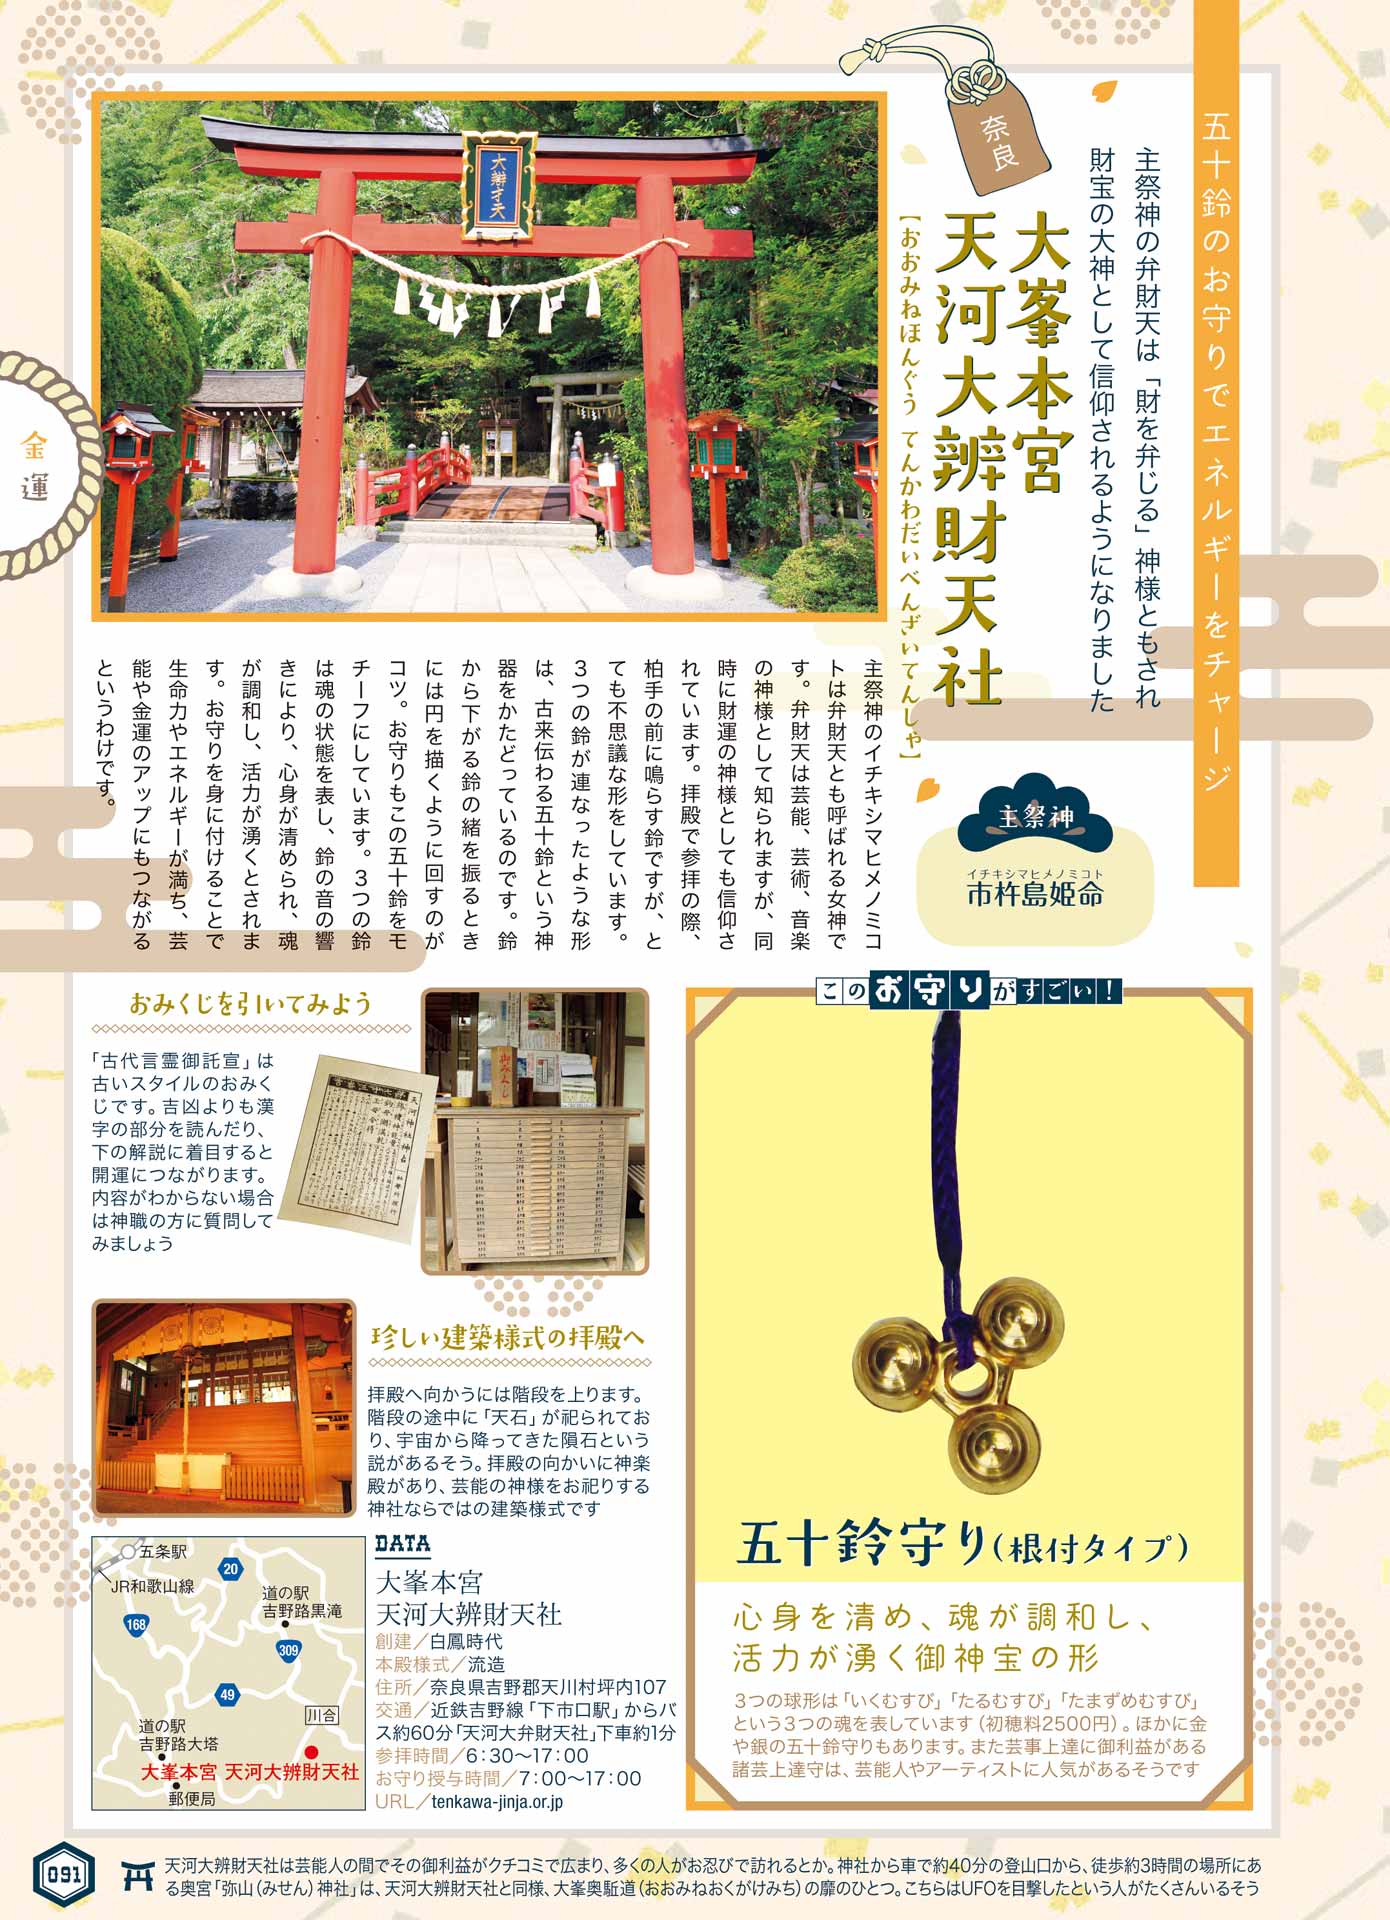 五十鈴のお守りでエネルギーをチャージ
主祭神の弁財天は「財を弁じる」神様ともされ
財宝の大神として信仰されるようになりました
奈良
大峯本宮
天河大辨財天社
【おおみねほんぐう てんかわだいべんざいてんしゃ】
大辨才天
金運
主祭神
イチキシマヒメノミコト
市杵島姫命
主祭神のイチキシマヒメノミコ
トは弁財天とも呼ばれる女神で
す。弁財天は芸能、芸術、音楽
の神様として知られますが、同
時に財運の神様としても信仰さ
れています。拝殿で参拝の際、
柏手の前に鳴らす鈴ですが、と
ても不思議な形をしています。
3つの鈴が連なったような形
は、古来伝わる五十鈴という神
器をかたどっているのです。鈴
から下がる鈴の緒を振るとき
には円を描くように回すのが
コツ。お守りもこの五十鈴をモ
チーフにしています。3つの鈴
は魂の状態を表し、鈴の音の響
きにより、心身が清められ、魂
が調和し、活力が湧くとされま
す。お守りを身に付けることで
生命力やエネルギーが満ち、芸
能や金運のアップにもつながる
というわけです。
おみくじを引いてみよう
「古代言霊御託宣」は
古いスタイルのおみく
じです。吉凶よりも漢
字の部分を読んだり、
下の解説に着目すると
開運につながります。
内容がわからない場合
は神職の方に質問して
みましょう
珍しい建築様式の拝殿へ
拝殿へ向かうには階段を上ります。
階段の途中に「天石」が祀られてお
り、宇宙から降ってきた隕石という
説があるそう。拝殿の向かいに神楽
殿があり、芸能の神様をお祀りする
神社ならではの建築様式です
五条駅
JR和歌山線
20
168
道の駅
吉野路黒滝
309
49
川合
道の駅
吉野路大塔
大峯本宮 天河大辨財天社
郵便局
DATA
大峯本宮
天河大辨財天社
創建／白鳳時代
本殿様式／流造
住所／奈良県吉野郡天川村坪内107
交通／近鉄吉野線「下市口駅」からバ
ス約60分「天河大弁財天社」下車約1分
参拝時間／6：30〜17：00
お守り授与時間／7：00〜17：00
URL／tenkawa-jinja.or.jp
このお守りがすごい！
五十鈴守り（根付タイプ）
心身を清め、魂が調和し、
活力が湧く御神宝の形
3つの球形は「いくむすび」「たるむすび」「たまずめむすび」
という3つの魂を表しています（初穂料2500円）。ほかに金
や銀の五十鈴守りもあります。また芸事上達に御利益がある
諸芸上達守は、芸能人やアーティストに人気があるそうです
091
天河大辨財天社は芸能人の間でその御利益がクチコミで広まり、多くの人がお忍びで訪れるとか。神社から車で約40分の登山口から、徒歩約3時間の場所にあ
る奥宮「弥山（みせん）神社」は、天河大辨財天社と同様、大峯奥駈道（おおみねおくがけみち）の靡のひとつ。こちらはUFOを目撃したという人がたくさんいるそう